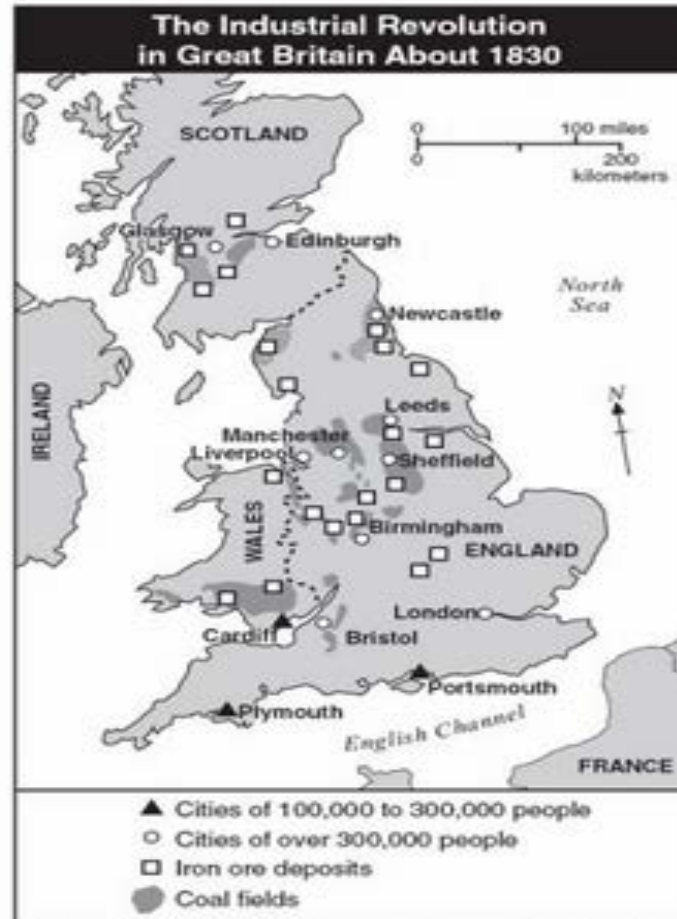 The Industrial Revolution
in Great Britain About 1830
SCOTLAND
0 100 miles
0 200
kilometers
Glasgow
Edinburgh
North
Sea
Newcastle
N
IRELAND
Leeds
Manchester
Liverpool
Sheffield
WALES
Birmingham
ENGLAND
London
Cardiff
Bristol
Portsmouth
Plymouth
English Channel
FRANCE
Cities of 100,000 to 300,000 people
Cities of over 300,000 people
Iron ore deposits
Coal fields